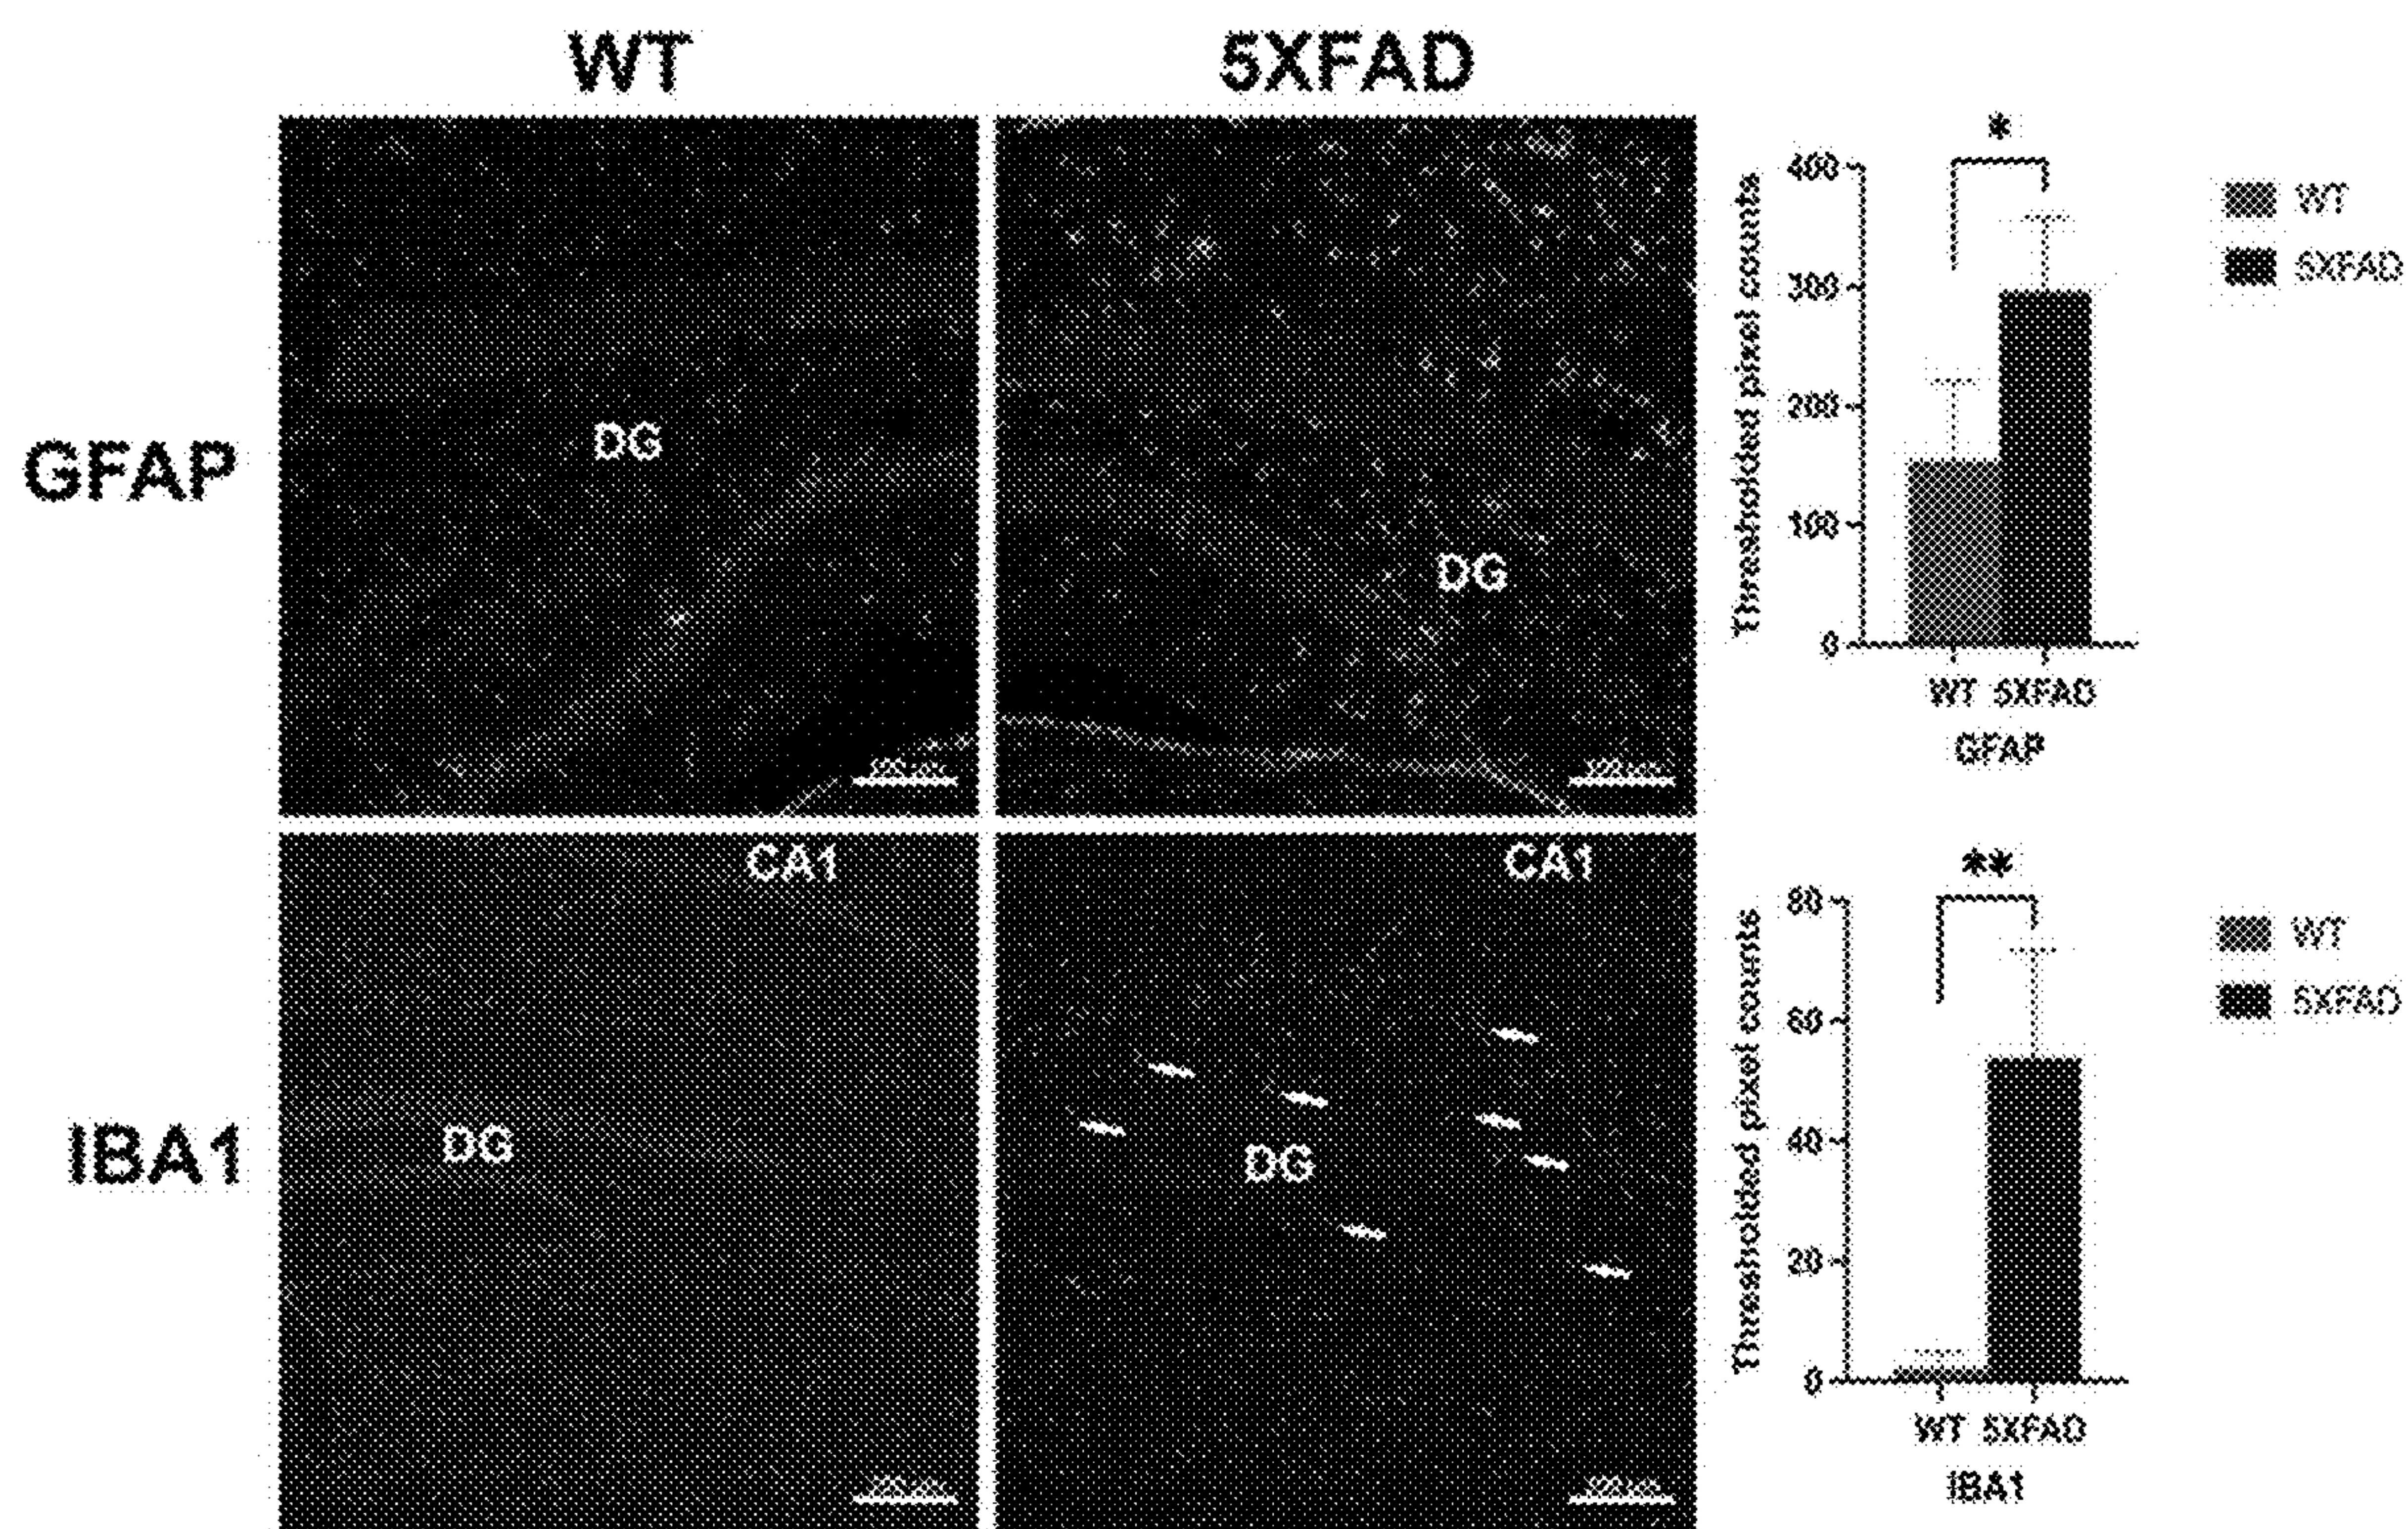 WT 5XFAD
GFAP
DG
DG
*
Thresholded pixel counts
400
300
200
100
0
WT 5XFAD
GFAP
WT
5XFAD
IBA1
CA1
DG
CA1
DG
**
Thresholded pixel counts
80
60
40
20
0
WT 5XFAD
IBA1
WT
5XFAD